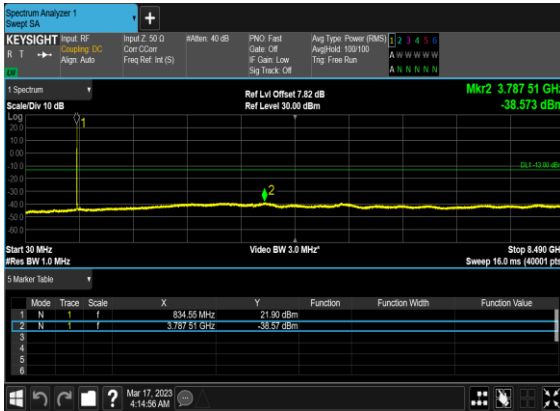 Spectrum Analyzer 1
Swept SA
KEYSIGHT Input: RF Input Z: 50 Ω #Atten: 40 dB PNO: Fast Avg Type: Power (RMS) 1 2 3 4 5 6
R T Coupling: DC Corr CCorr Gate: Off Avg|Hold: 100/100 A W W W W W
Align: Auto Freq Ref: Int (S) IF Gain: Low Trig: Free Run
Sig Track: Off A N N N N N
1 Spectrum
Ref Lvl Offset 7.82 dB Mkr2 3.787 51 GHz
Scale/Div 10 dB Ref Level 30.00 dBm -38.573 dBm
Log
1
20.0
10.0
0.00
-10.0
DL1 -13.00 dBm
-20.0
-30.0
2
-40.0
-50.0
-60.0
Start 30 MHz Video BW 3.0 MHz* Stop 8.490 GHz
#Res BW 1.0 MHz Sweep 16.0 ms (40001 pts)
5 Marker Table
Mode Trace Scale X Y Function Function Width Function Value
1 N 1 f 834.55 MHz 21.90 dBm
2 N 1 f 3.787 51 GHz -38.57 dBm
3
4
5
6
? Mar 17, 2023
4:14:56 AM